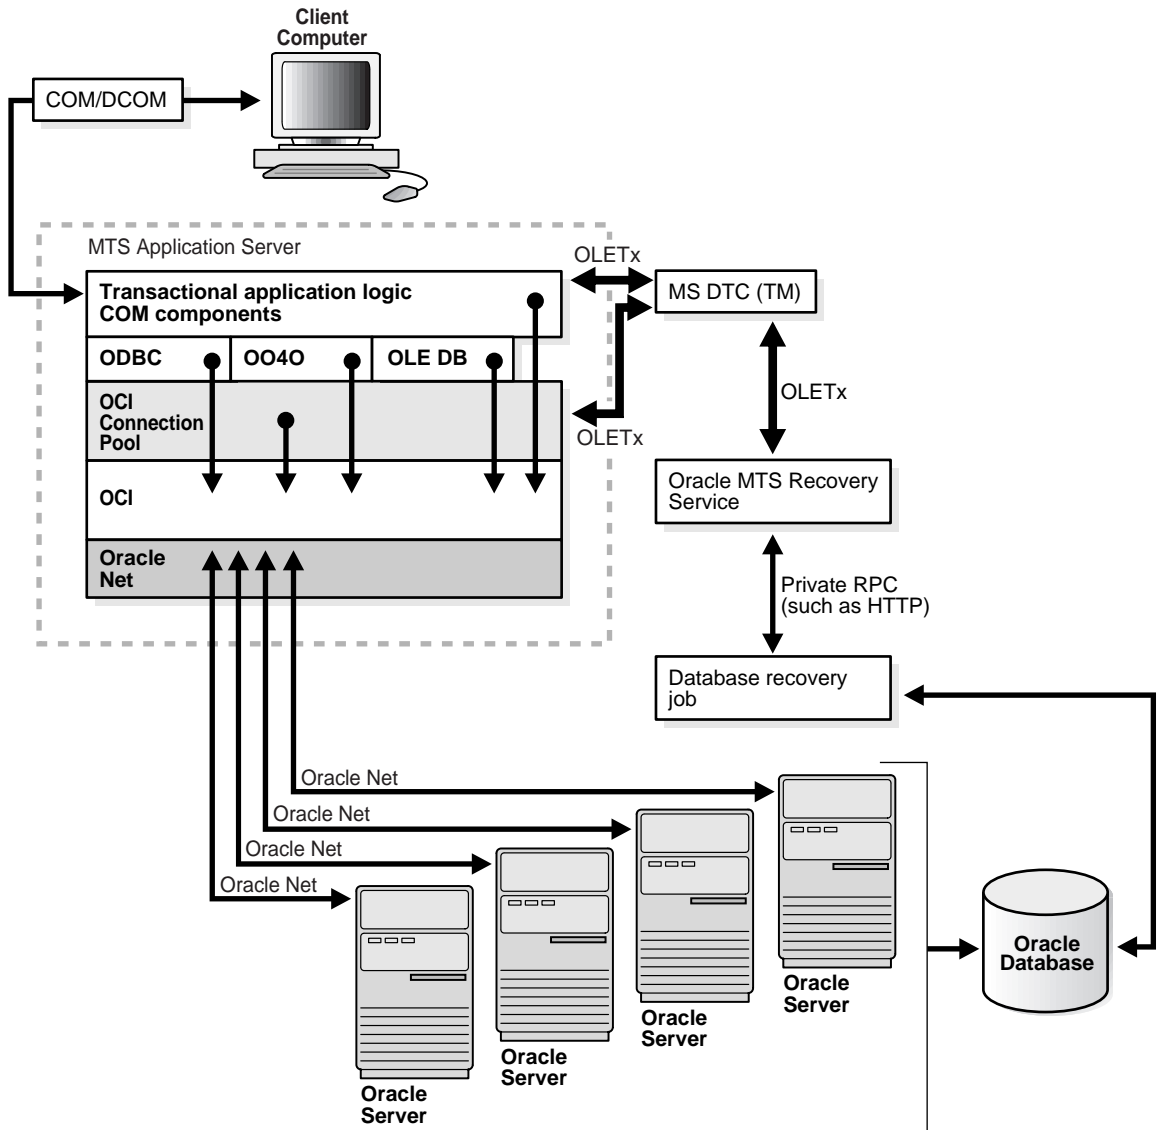 Client
Computer
COM/DCOM
MTS Application Server
OLETx
Transactional application logic
COM components
MS DTC (TM)
ODBC
OO4O
OLE DB
OCI
Connection
Pool
OLETx
OLETx
OCI
Oracle MTS Recovery
Service
Oracle
Net
Private RPC
(such as HTTP)
Database recovery
job
Oracle Net
Oracle Net
Oracle Net
Oracle Net
Oracle
Database
Oracle
Server
Oracle
Server
Oracle
Server
Oracle
Server